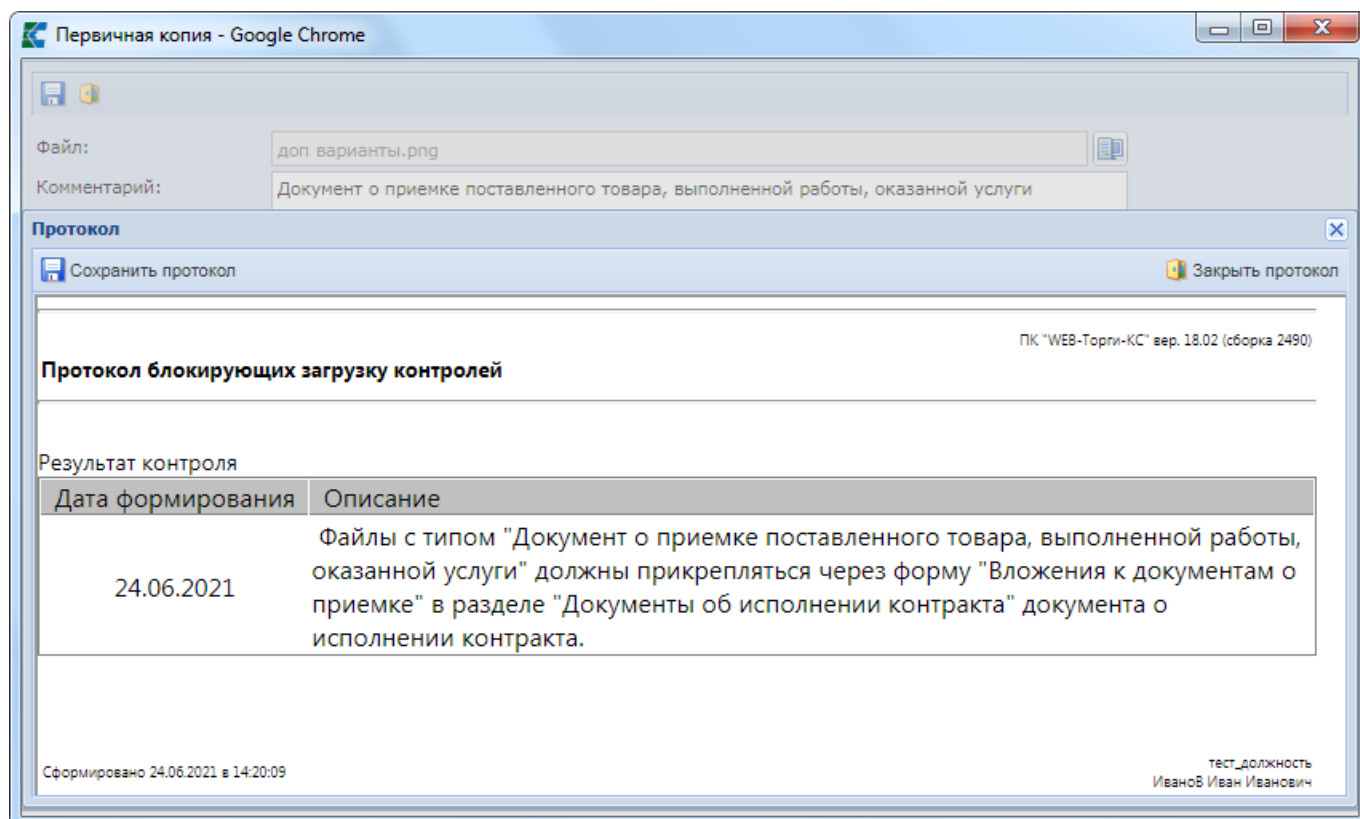 Первичная копия - Google Chrome
Файл:
доп варианты.png
Комментарий:
Документ о приемке поставленного товара, выполненной работы, оказанной услуги
Протокол
Сохранить протокол
Закрыть протокол
ПК "WEB-Торги-КС" вер. 18.02 (сборка 2490)
Протокол блокирующих загрузку контролей
Результат контроля
Дата формирования
Описание
24.06.2021
Файлы с типом "Документ о приемке поставленного товара, выполненной работы,
оказанной услуги" должны прикрепляться через форму "Вложения к документам о
приемке" в разделе "Документы об исполнении контракта" документа о
исполнении контракта.
Сформировано 24.06.2021 в 14:20:09
тест_должность
ИваноВ Иван Иванович